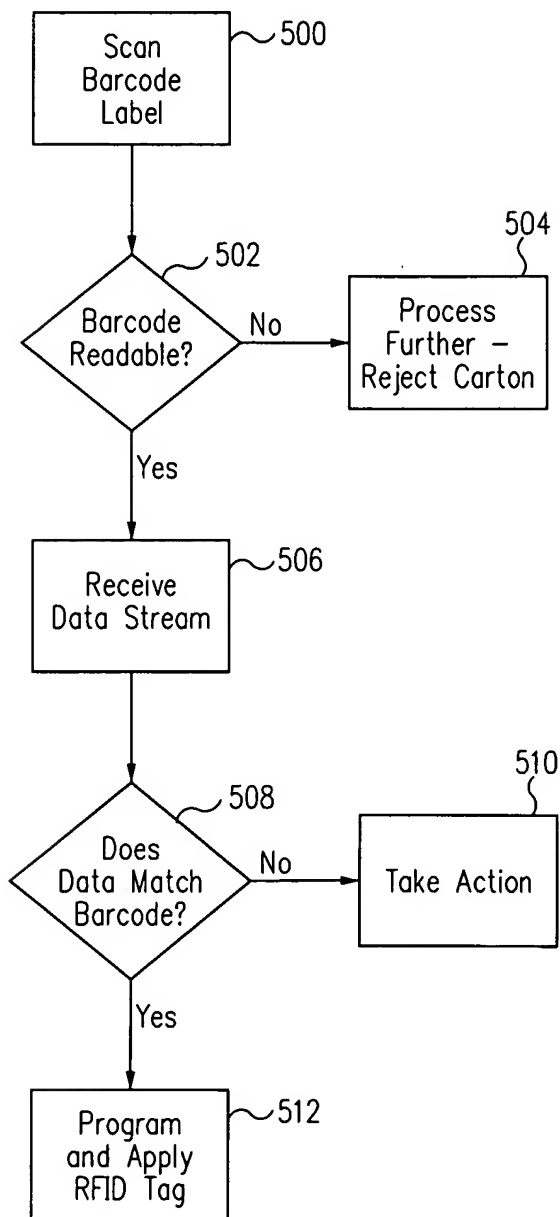 Scan
Barcode
Label
500
502
Barcode
Readable?
No
504
Process
Further –
Reject Carton
Yes
Receive
Data Stream
506
508
Does
Data Match
Barcode?
No
510
Take Action
Yes
Program
and Apply
RFID Tag
512